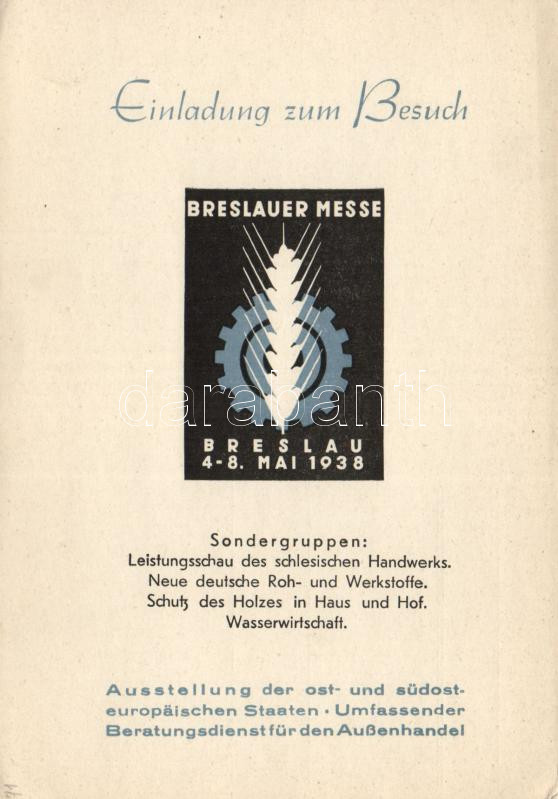 Einladung zum Besuch
BRESLAUER MESSE
darabanth
BRESLAU
4-8. MAI 1938
Sondergruppen:
Leistungsschau des schlesischen Handwerks.
Neue deutsche Roh- und Werkstoffe.
Schutz des Holzes in Haus und Hof.
Wasserwirtschaft.
Ausstellung der ost- und südost-
europäischen Staaten · Umfassender
Beratungsdienst für den Außenhandel